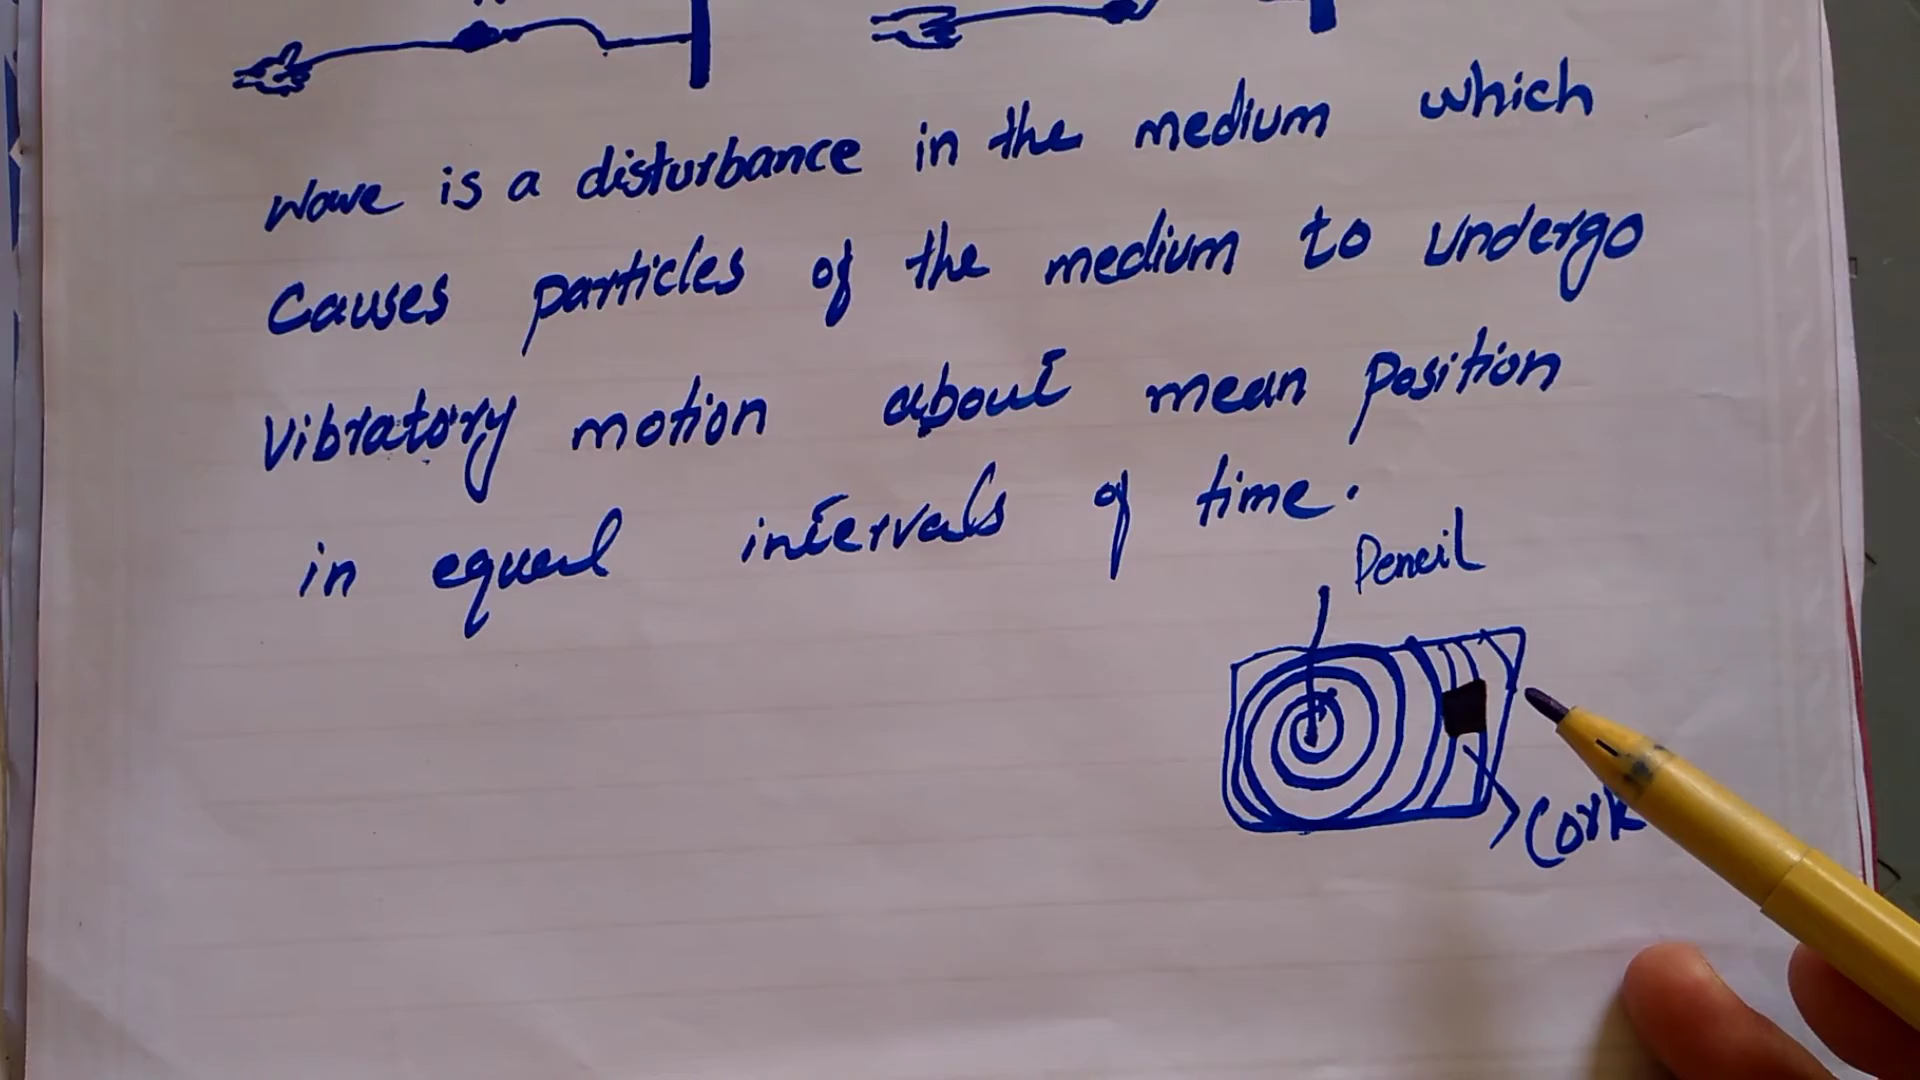 Wave is a disturbance in the medium which
Causes particles of the medium to undergo
Vibratory motion about mean position
in equal intervals of time.
Pencil
Cork